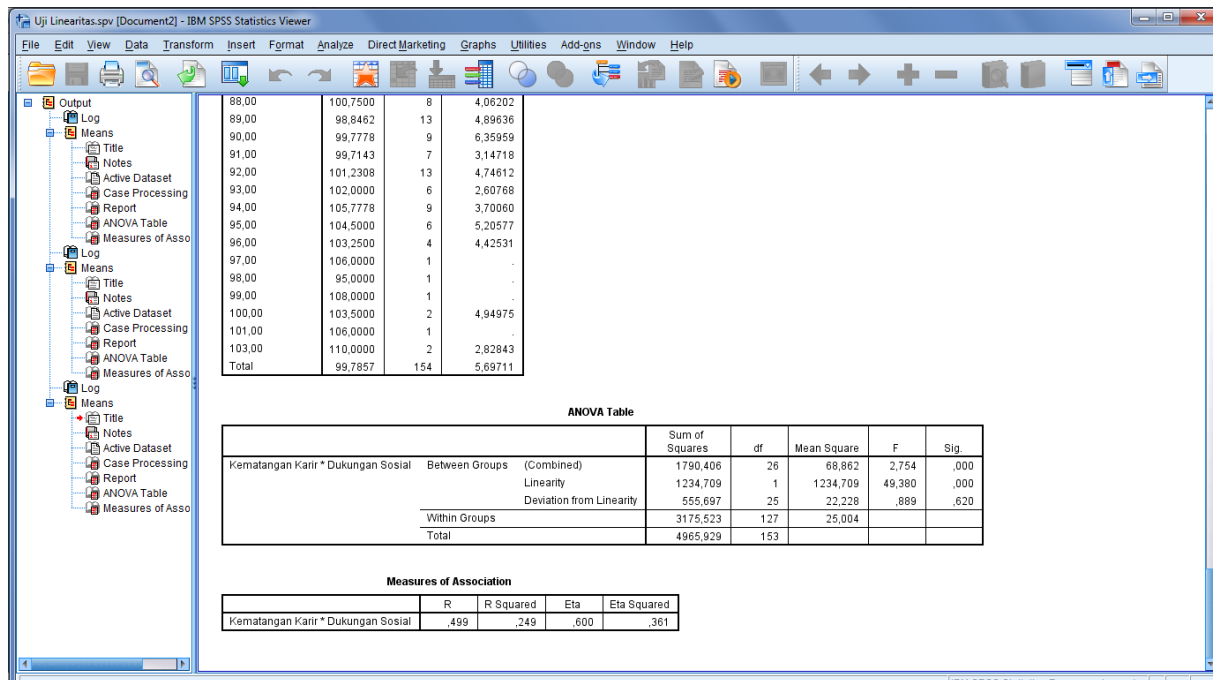 Uji Linearitas.spv [Document2] - IBM SPSS Statistics Viewer
File Edit View Data Transform Insert Format Analyze Direct Marketing Graphs Utilities Add-ons Window Help
Output
Log
Means
Title
Notes
Active Dataset
Case Processing
Report
ANOVA Table
Measures of Asso
Log
Means
Title
Notes
Active Dataset
Case Processing
Report
ANOVA Table
Measures of Asso
Log
Means
Title
Notes
Active Dataset
Case Processing
Report
ANOVA Table
Measures of Asso
88,00 100,7500 8 4,06202
89,00 98,8462 13 4,89636
90,00 99,7778 9 6,35959
91,00 99,7143 7 3,14718
92,00 101,2308 13 4,74612
93,00 102,0000 6 2,60768
94,00 105,7778 9 3,70060
95,00 104,5000 6 5,20577
96,00 103,2500 4 4,42531
97,00 106,0000 1 .
98,00 95,0000 1 .
99,00 108,0000 1 .
100,00 103,5000 2 4,94975
101,00 106,0000 1 .
103,00 110,0000 2 2,82843
Total 99,7857 154 5,69711
ANOVA Table
Sum of Squares df Mean Square F Sig.
Kematangan Karir * Dukungan Sosial Between Groups (Combined) 1790,406 26 68,862 2,754 ,000
Linearity 1234,709 1 1234,709 49,380 ,000
Deviation from Linearity 555,697 25 22,228 ,889 ,620
Within Groups 3175,523 127 25,004
Total 4965,929 153
Measures of Association
R R Squared Eta Eta Squared
Kematangan Karir * Dukungan Sosial ,499 ,249 ,600 ,361